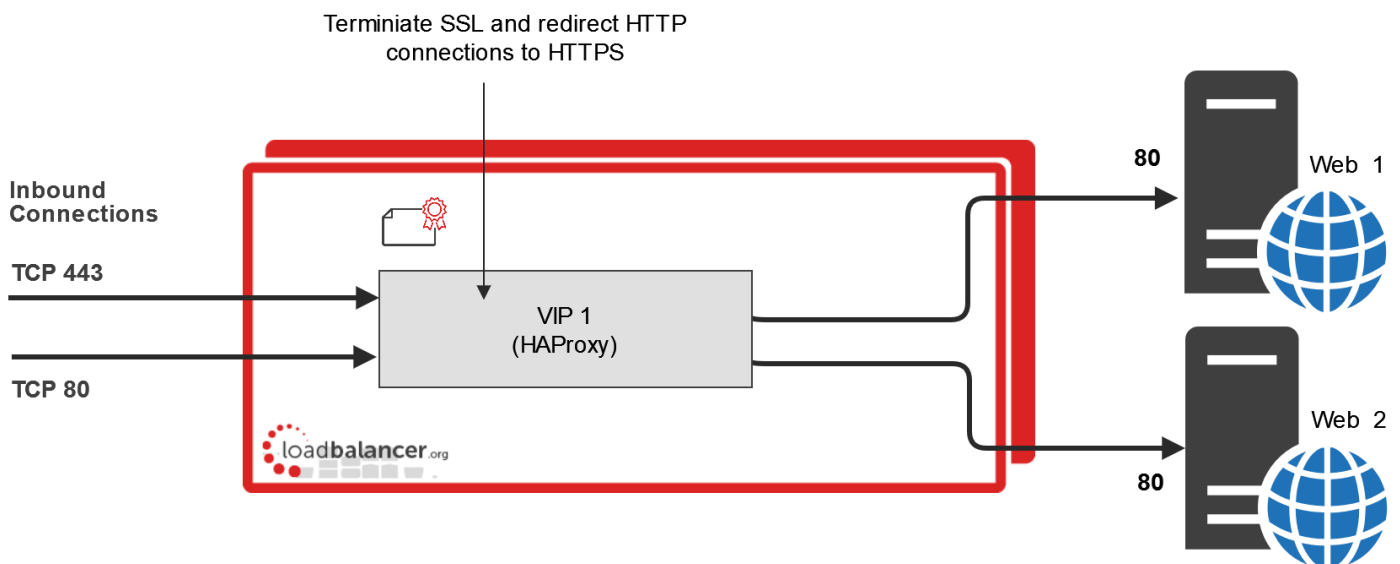 Terminiate SSL and redirect HTTP
connections to HTTPS
Inbound
Connections
TCP 443
TCP 80
VIP 1
(HAProxy)
loadbalancer.org
80
Web 1
Web 2
80